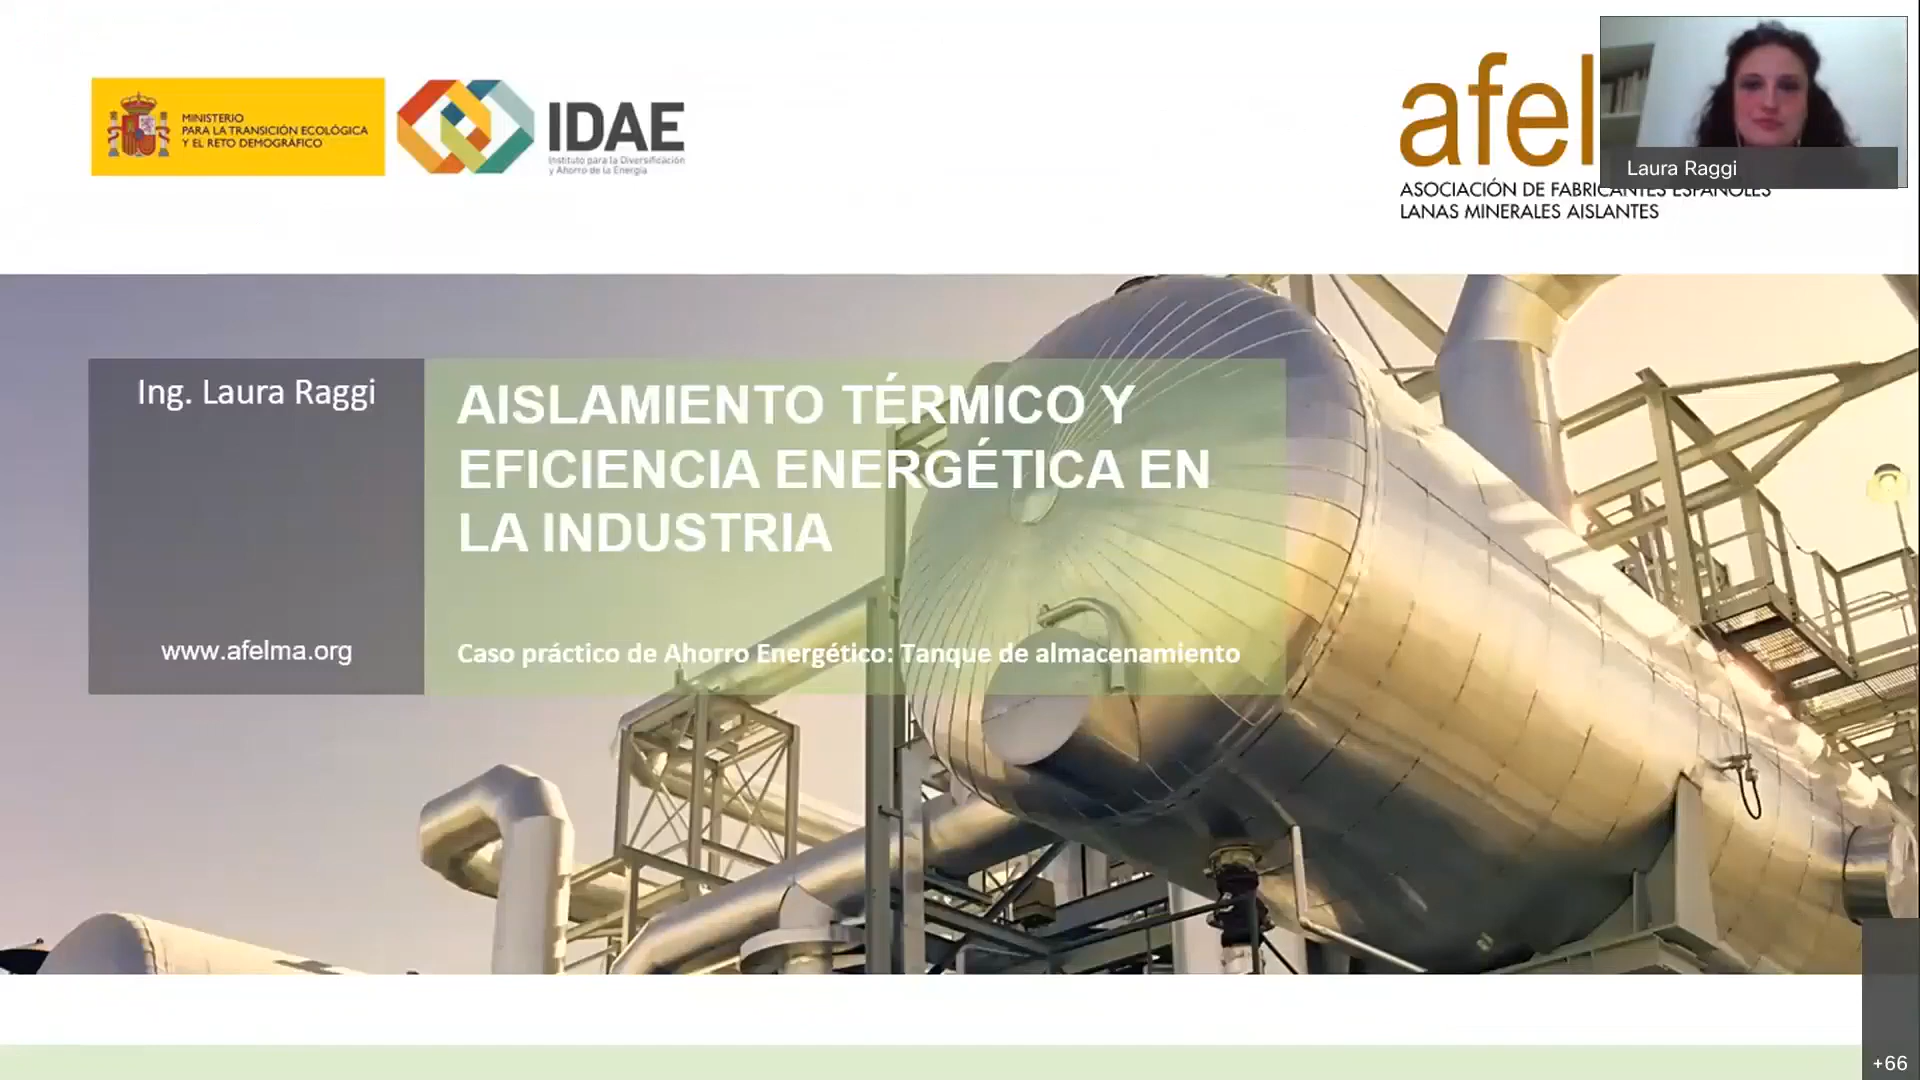 MINISTERIO
PARA LA TRANSICIÓN ECOLÓGICA
Y EL RETO DEMOGRÁFICO
IDAE
Instituto para la Diversificación
y Ahorro de la Energía
afel
Laura Raggi
ASOCIACIÓN DE FABRICANTES ESPAÑOLES
LANAS MINERALES AISLANTES
Ing. Laura Raggi
www.afelma.org
AISLAMIENTO TÉRMICO Y
EFICIENCIA ENERGÉTICA EN
LA INDUSTRIA
Caso práctico de Ahorro Energético: Tanque de almacenamiento
+66